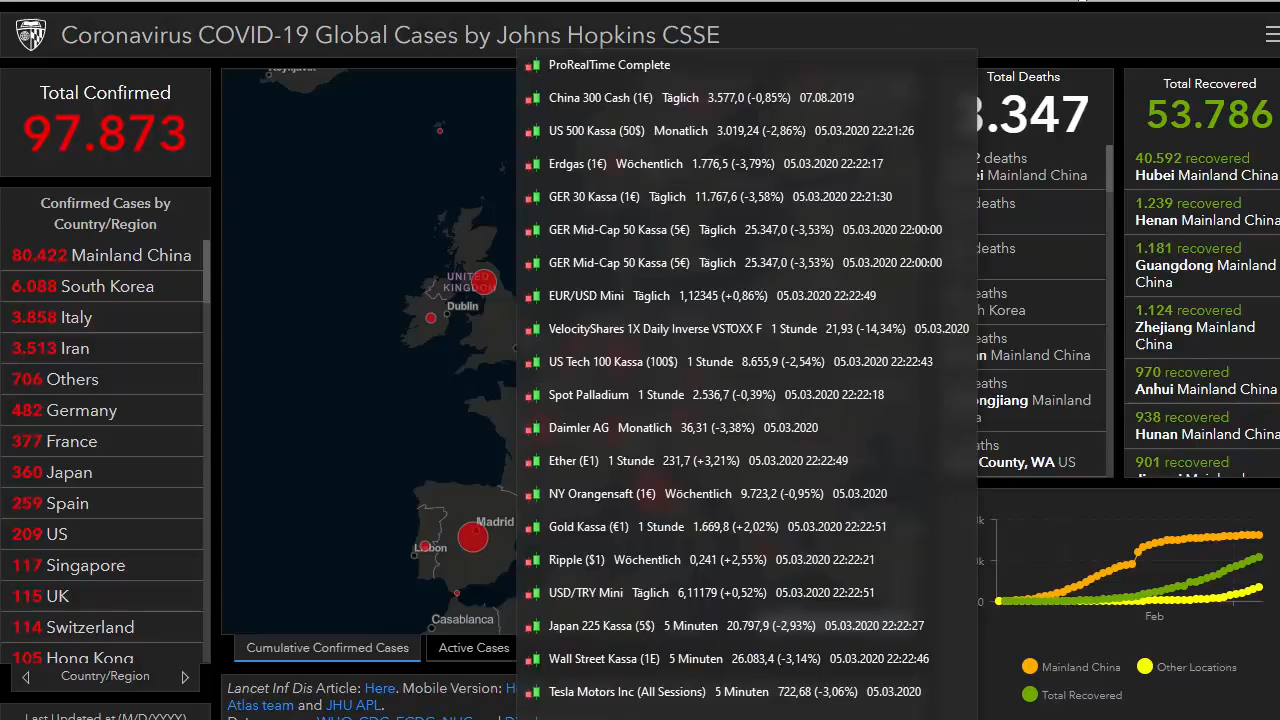 Coronavirus COVID-19 Global Cases by Johns Hopkins CSSE
Total Confirmed
97.873
Confirmed Cases by
Country/Region
80.422 Mainland China
6.088 South Korea
3.858 Italy
3.513 Iran
706 Others
482 Germany
377 France
360 Japan
259 Spain
209 US
117 Singapore
115 UK
114 Switzerland
105 Hong Kong
Country/Region
Last Updated at (M/D/YYYY)
UNITED
KINGDOM
Dublin
Madrid
Lisbon
Casablanca
Cumulative Confirmed Cases
Active Cases
Lancet Inf Dis Article: Here. Mobile Version:
Atlas team and JHU APL.
ProRealTime Complete
China 300 Cash (1€) Täglich 3.577,0 (-0,85%) 07.08.2019
US 500 Kassa (50$) Monatlich 3.019,24 (-2,86%) 05.03.2020 22:21:26
Erdgas (1€) Wöchentlich 1.776,5 (-3,79%) 05.03.2020 22:22:17
GER 30 Kassa (1€) Täglich 11.767,6 (-3,58%) 05.03.2020 22:21:30
GER Mid-Cap 50 Kassa (5€) Täglich 25.347,0 (-3,53%) 05.03.2020 22:00:00
GER Mid-Cap 50 Kassa (5€) Täglich 25.347,0 (-3,53%) 05.03.2020 22:00:00
EUR/USD Mini Täglich 1,12345 (+0,86%) 05.03.2020 22:22:49
VelocityShares 1X Daily Inverse VSTOXX F 1 Stunde 21,93 (-14,34%) 05.03.2020
US Tech 100 Kassa (100$) 1 Stunde 8.655,9 (-2,54%) 05.03.2020 22:22:43
Spot Palladium 1 Stunde 2.536,7 (-0,39%) 05.03.2020 22:22:18
Daimler AG Monatlich 36,31 (-3,38%) 05.03.2020
Ether (E1) 1 Stunde 231,7 (+3,21%) 05.03.2020 22:22:49
NY Orangensaft (1€) Wöchentlich 9.723,2 (-0,95%) 05.03.2020
Gold Kassa (€1) 1 Stunde 1.669,8 (+2,02%) 05.03.2020 22:22:51
Ripple ($1) Wöchentlich 0,241 (+2,55%) 05.03.2020 22:22:21
USD/TRY Mini Täglich 6,11179 (+0,52%) 05.03.2020 22:22:51
Japan 225 Kassa (5$) 5 Minuten 20.797,9 (-2,93%) 05.03.2020 22:22:27
Wall Street Kassa (1E) 5 Minuten 26.083,4 (-3,14%) 05.03.2020 22:22:46
Tesla Motors Inc (All Sessions) 5 Minuten 722,68 (-3,06%) 05.03.2020
Total Deaths
.347
deaths
Mainland China
Korea
Mainland China
Mainland
County, WA US
Total Recovered
53.786
40.592 recovered
Hubei Mainland China
1.239 recovered
Henan Mainland China
1.181 recovered
Guangdong Mainland
China
1.124 recovered
Zhejiang Mainland
China
970 recovered
Anhui Mainland China
938 recovered
Hunan Mainland China
901 recovered
0
Feb
Mainland China
Other Locations
Total Recovered